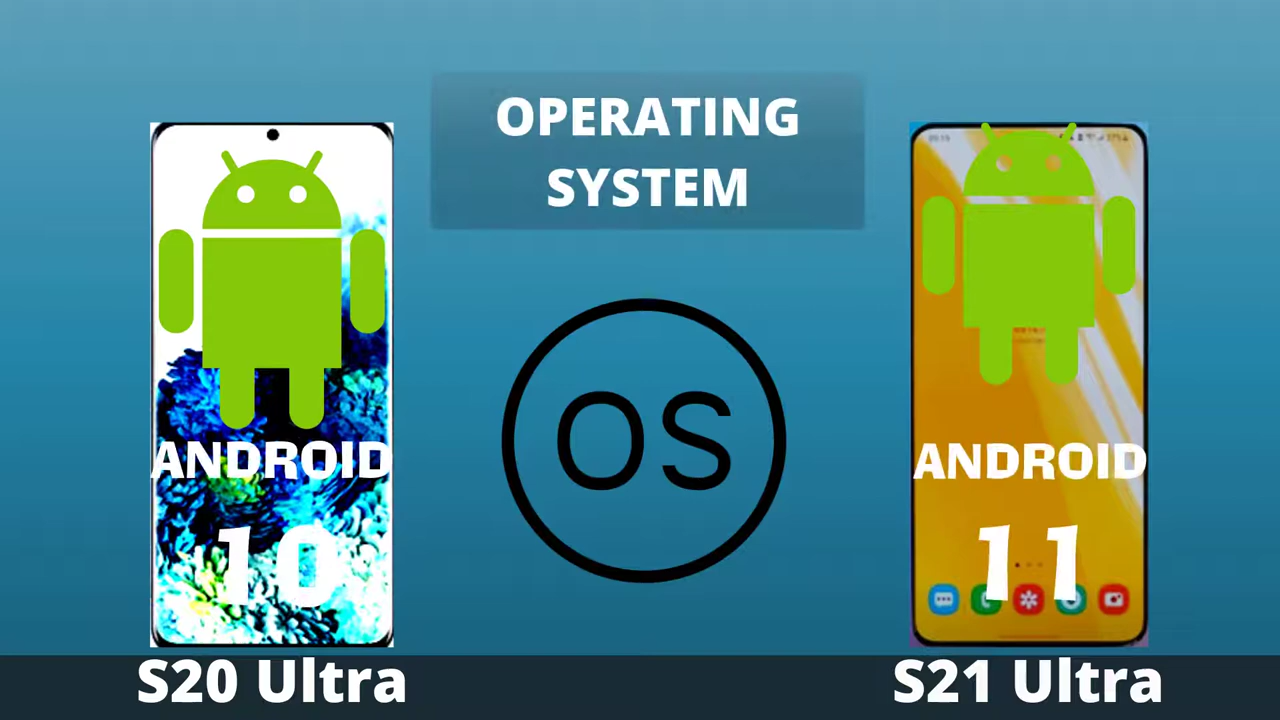 OPERATING
SYSTEM
OS
ANDROID
10
ANDROID
11
S20 Ultra
S21 Ultra